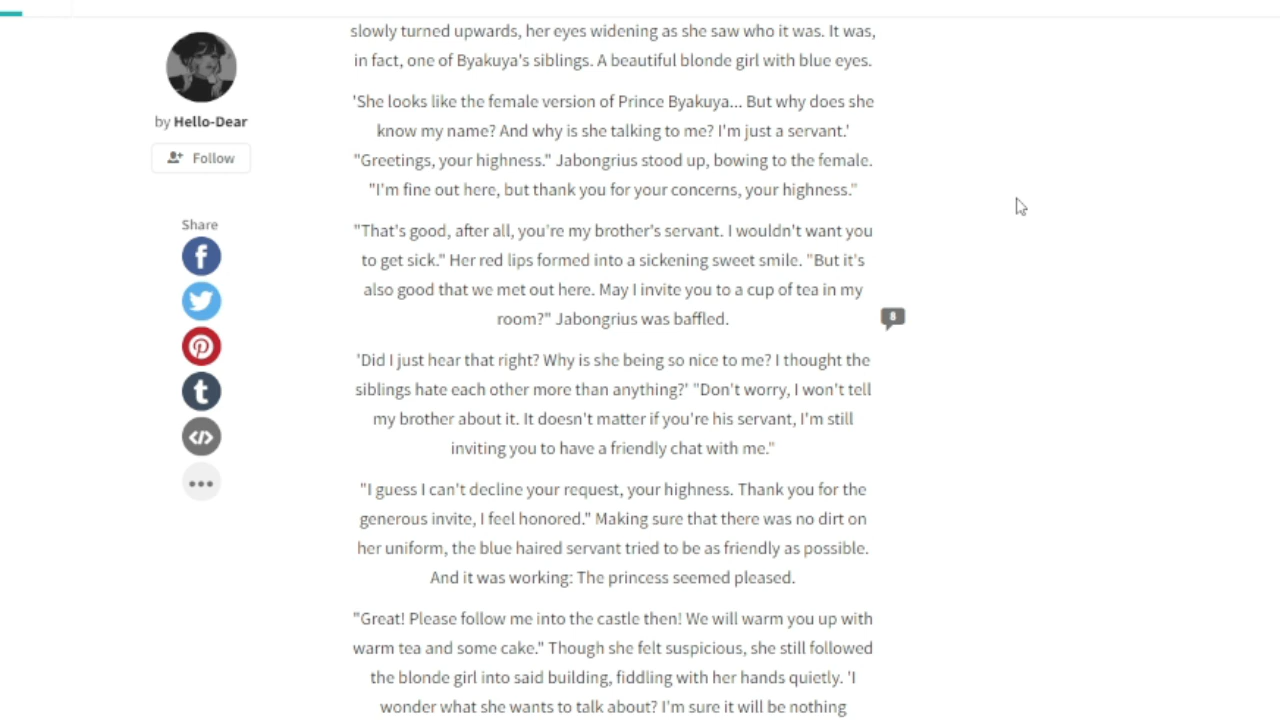 slowly turned upwards, her eyes widening as she saw who it was. It was,
in fact, one of Byakuya's siblings. A beautiful blonde girl with blue eyes.
by Hello-Dear
Follow
'She looks like the female version of Prince Byakuya... But why does she
know my name? And why is she talking to me? I'm just a servant.'
"Greetings, your highness." Jabongrius stood up, bowing to the female.
"I'm fine out here, but thank you for your concerns, your highness."
Share
"That's good, after all, you're my brother's servant. I wouldn't want you
to get sick." Her red lips formed into a sickening sweet smile. "But it's
also good that we met out here. May I invite you to a cup of tea in my
room?" Jabongrius was baffled.
8
'Did I just hear that right? Why is she being so nice to me? I thought the
siblings hate each other more than anything?' "Don't worry, I won't tell
my brother about it. It doesn't matter if you're his servant, I'm still
inviting you to have a friendly chat with me."
"I guess I can't decline your request, your highness. Thank you for the
generous invite, I feel honored." Making sure that there was no dirt on
her uniform, the blue haired servant tried to be as friendly as possible.
And it was working: The princess seemed pleased.
"Great! Please follow me into the castle then! We will warm you up with
warm tea and some cake." Though she felt suspicious, she still followed
the blonde girl into said building, fiddling with her hands quietly. 'I
wonder what she wants to talk about? I'm sure it will be nothing